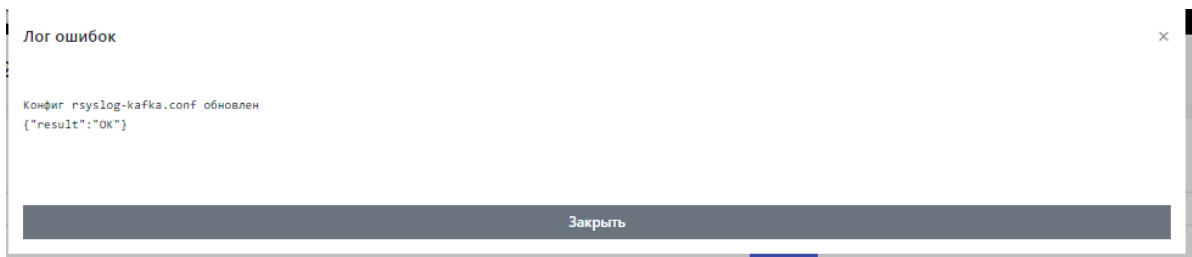 Лог ошибок
×
Конфиг rsyslog-kafka.conf обновлен
{"result":"OK"}
Закрыть